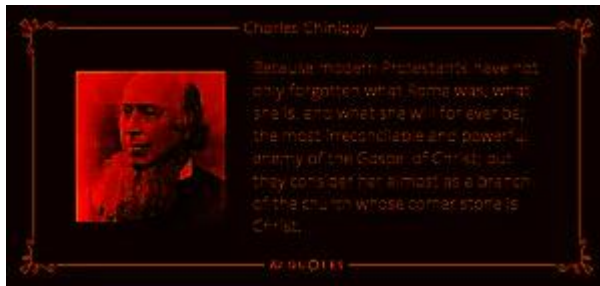 Charles Chiniquy
Because modern Protestants have not
only forgotten what Rome was, what
she is, and what she will for ever be;
the most irreconcilable and powerful
enemy of the Gospel of Christ; but
they consider her almost as a branch
of the church whose corner stone is
Christ.
AZ QUOTES